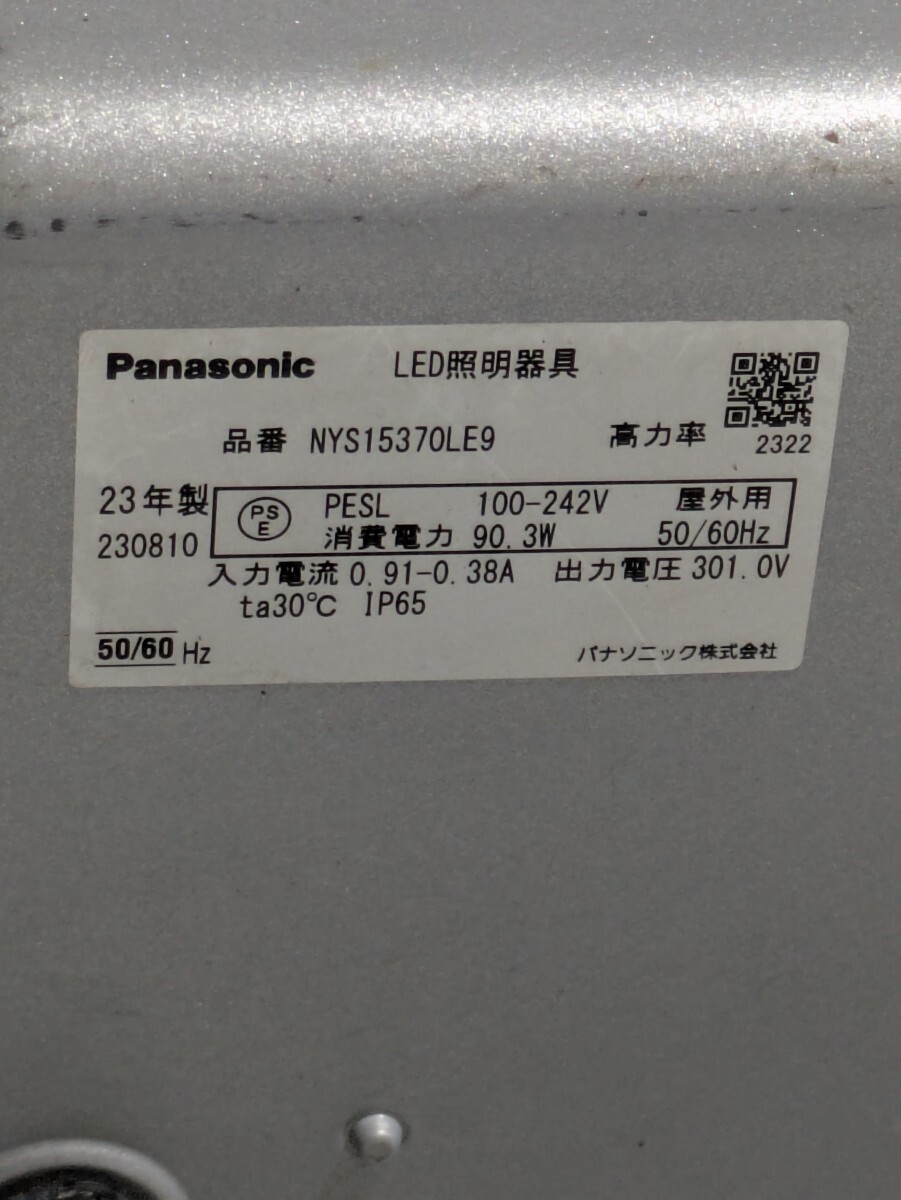 Panasonic LED照明器具
品番 NYS15370LE9 高力率
2322
23年製
230810
PS
E
PESL 100-242V 屋外用
消費電力 90.3W 50/60Hz
入力電流 0.91-0.38A 出力電圧 301.0V
ta30℃ IP65
50/60 Hz
パナソニック株式会社